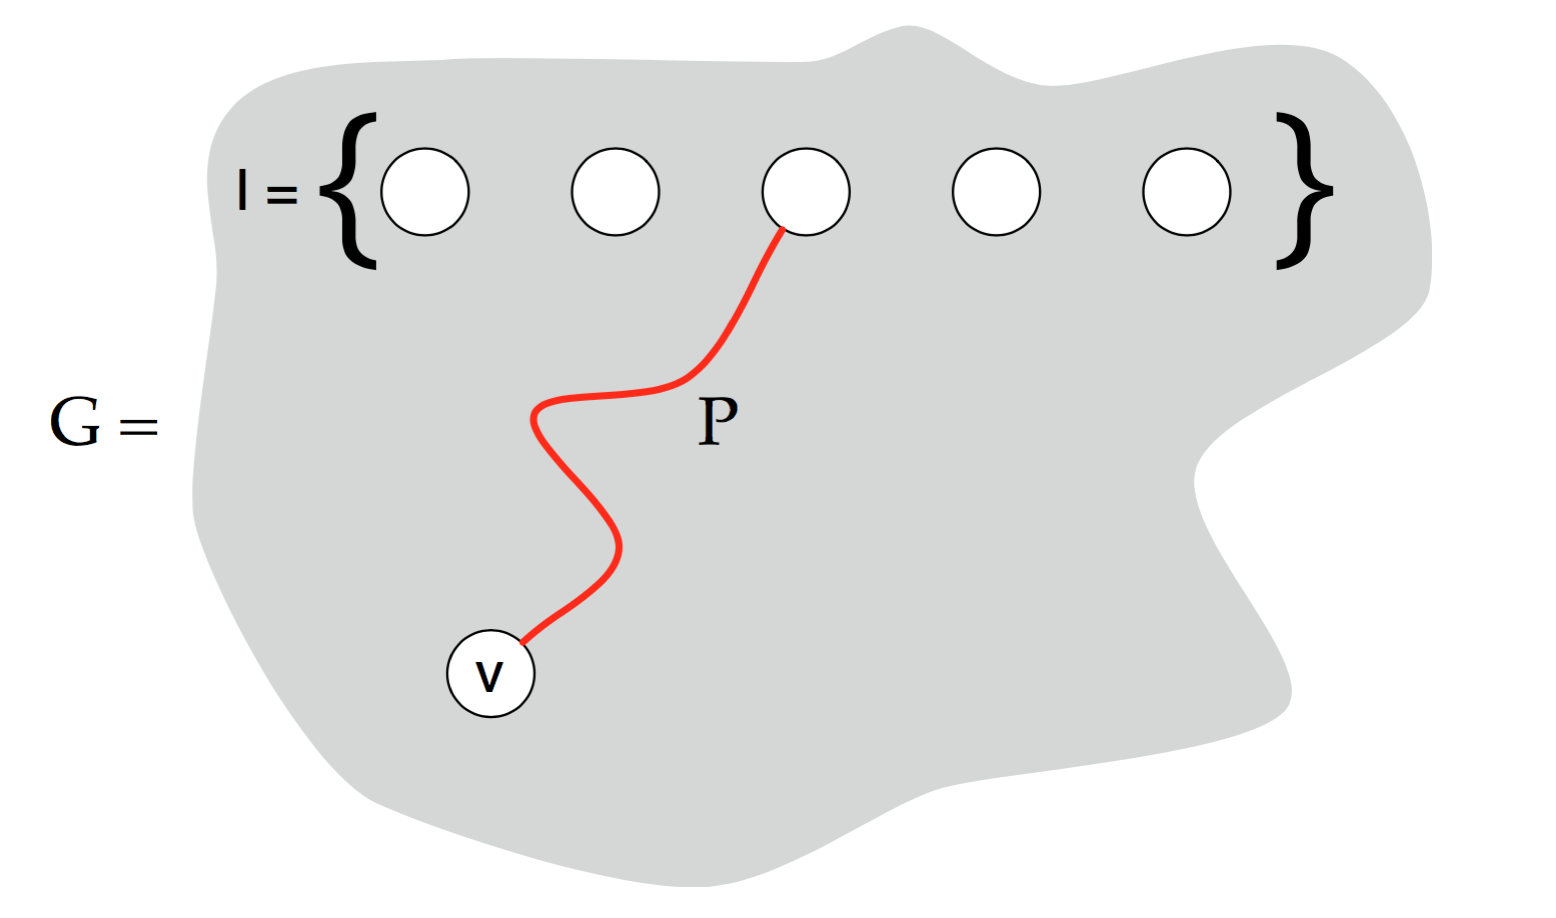 I = { }
G =
P
v